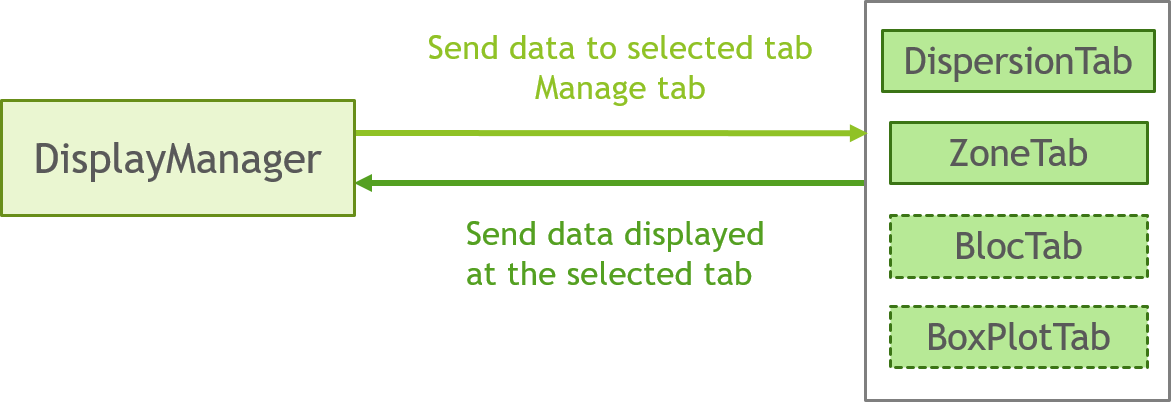 DisplayManager
Send data to selected tab
Manage tab
Send data displayed
at the selected tab
DispersionTab
ZoneTab
BlocTab
BoxPlotTab